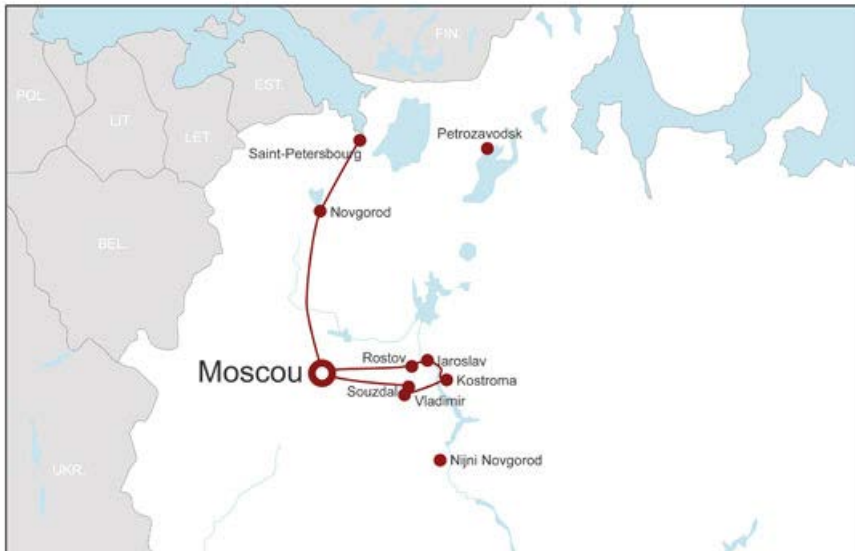 FIN.
POL.
EST.
LIT.
LET.
Petrozavodsk
Saint-Petersbourg
Novgorod
BEL.
Rostov
Iaroslav
Moscou
Kostroma
Souzdal
Vladimir
Nijni Novgorod
UKR.